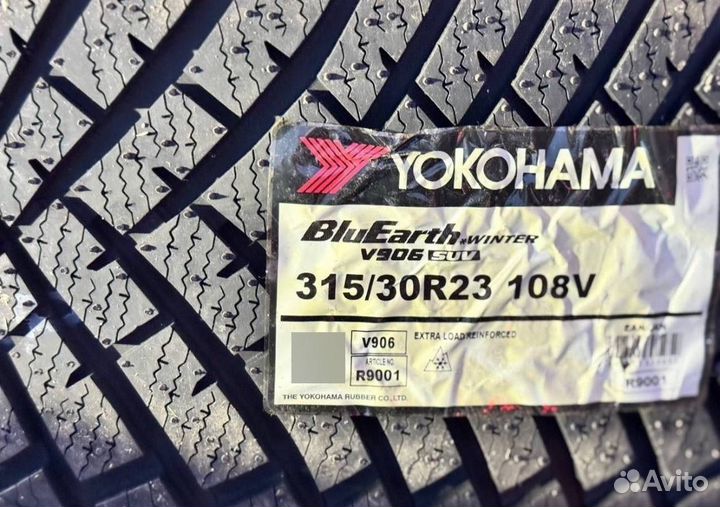 YOKOHAMA
BluEarth*WINTER
V906 SUV
315/30R23 108V
V906
EXTRA LOAD REINFORCED
ARTICLE NO.
R9001
THE YOKOHAMA RUBBER CO.,LTD.
R9001
Avito